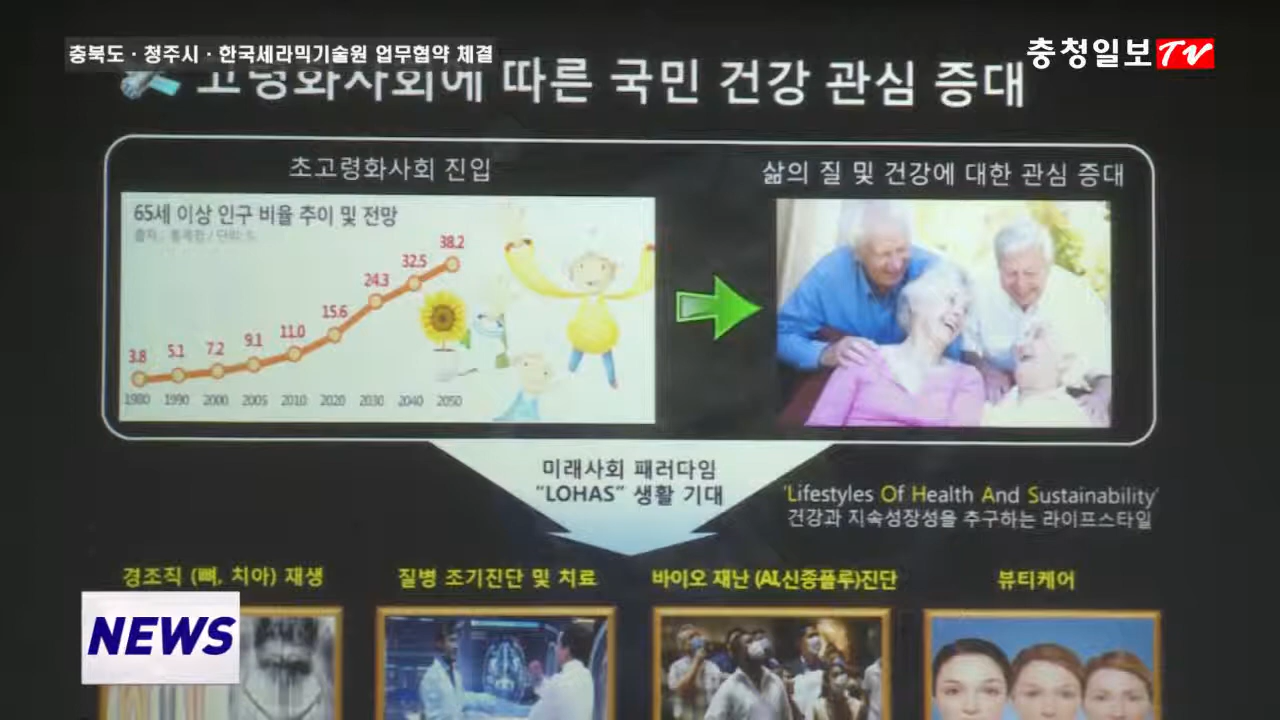 충북도 · 청주시 · 한국세라믹기술원 업무협약 체결
충청일보TV
고령화사회에 따른 국민 건강 관심 증대
초고령화사회 진입
삶의 질 및 건강에 대한 관심 증대
65세 이상 인구 비율 추이 및 전망
출처 : 통계청 / 단위: %
3.8 5.1 7.2 9.1 11.0 15.6 24.3 32.5 38.2
1980 1990 2000 2005 2010 2020 2030 2040 2050
미래사회 패러다임
“LOHAS” 생활 기대
‘Lifestyles Of Health And Sustainability’
건강과 지속성장성을 추구하는 라이프스타일
경조직 (뼈, 치아) 재생
질병 조기진단 및 치료
바이오 재난 (AI,신종플루)진단
뷰티케어
NEWS